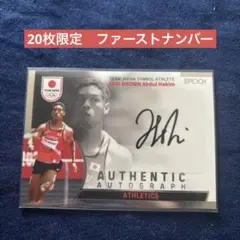 20枚限定　ファーストナンバー
TEAM JAPAN SYMBOL ATHLETE
SANI BROWN Abdul Hakim
EPOCH
AUTHENTIC
AUTOGRAPH
ATHLETICS